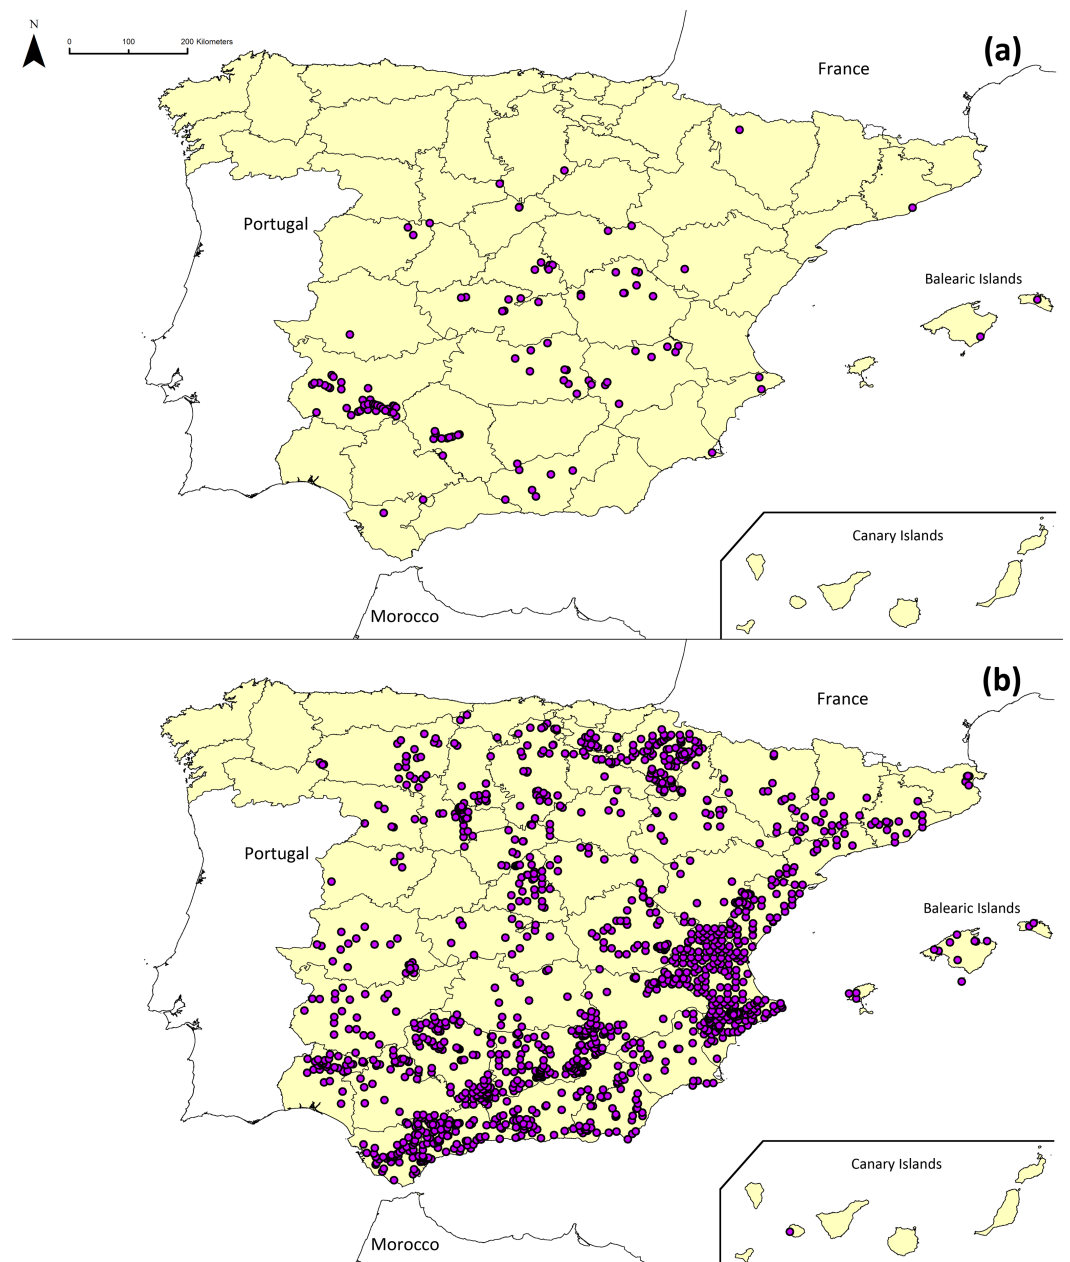 N
0 100 200 Kilometers
(a)
France
Portugal
Balearic Islands
Canary Islands
Morocco
(b)
France
Portugal
Balearic Islands
Canary Islands
Morocco